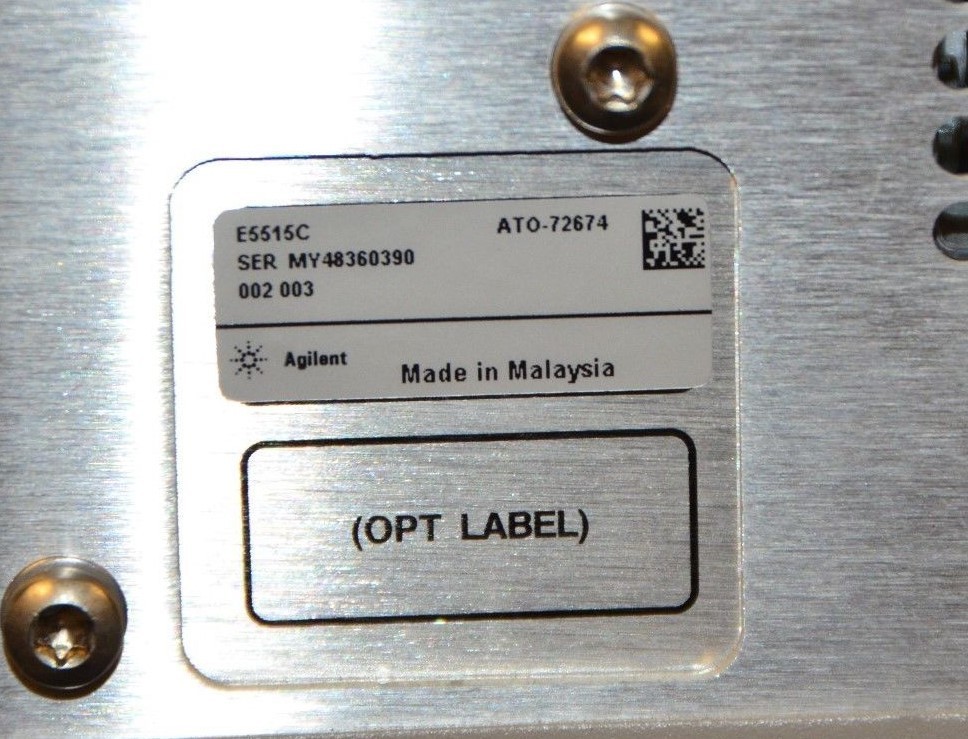 E5515C ATO-72674
SER MY48360390
002 003
Agilent Made in Malaysia
(OPT LABEL)